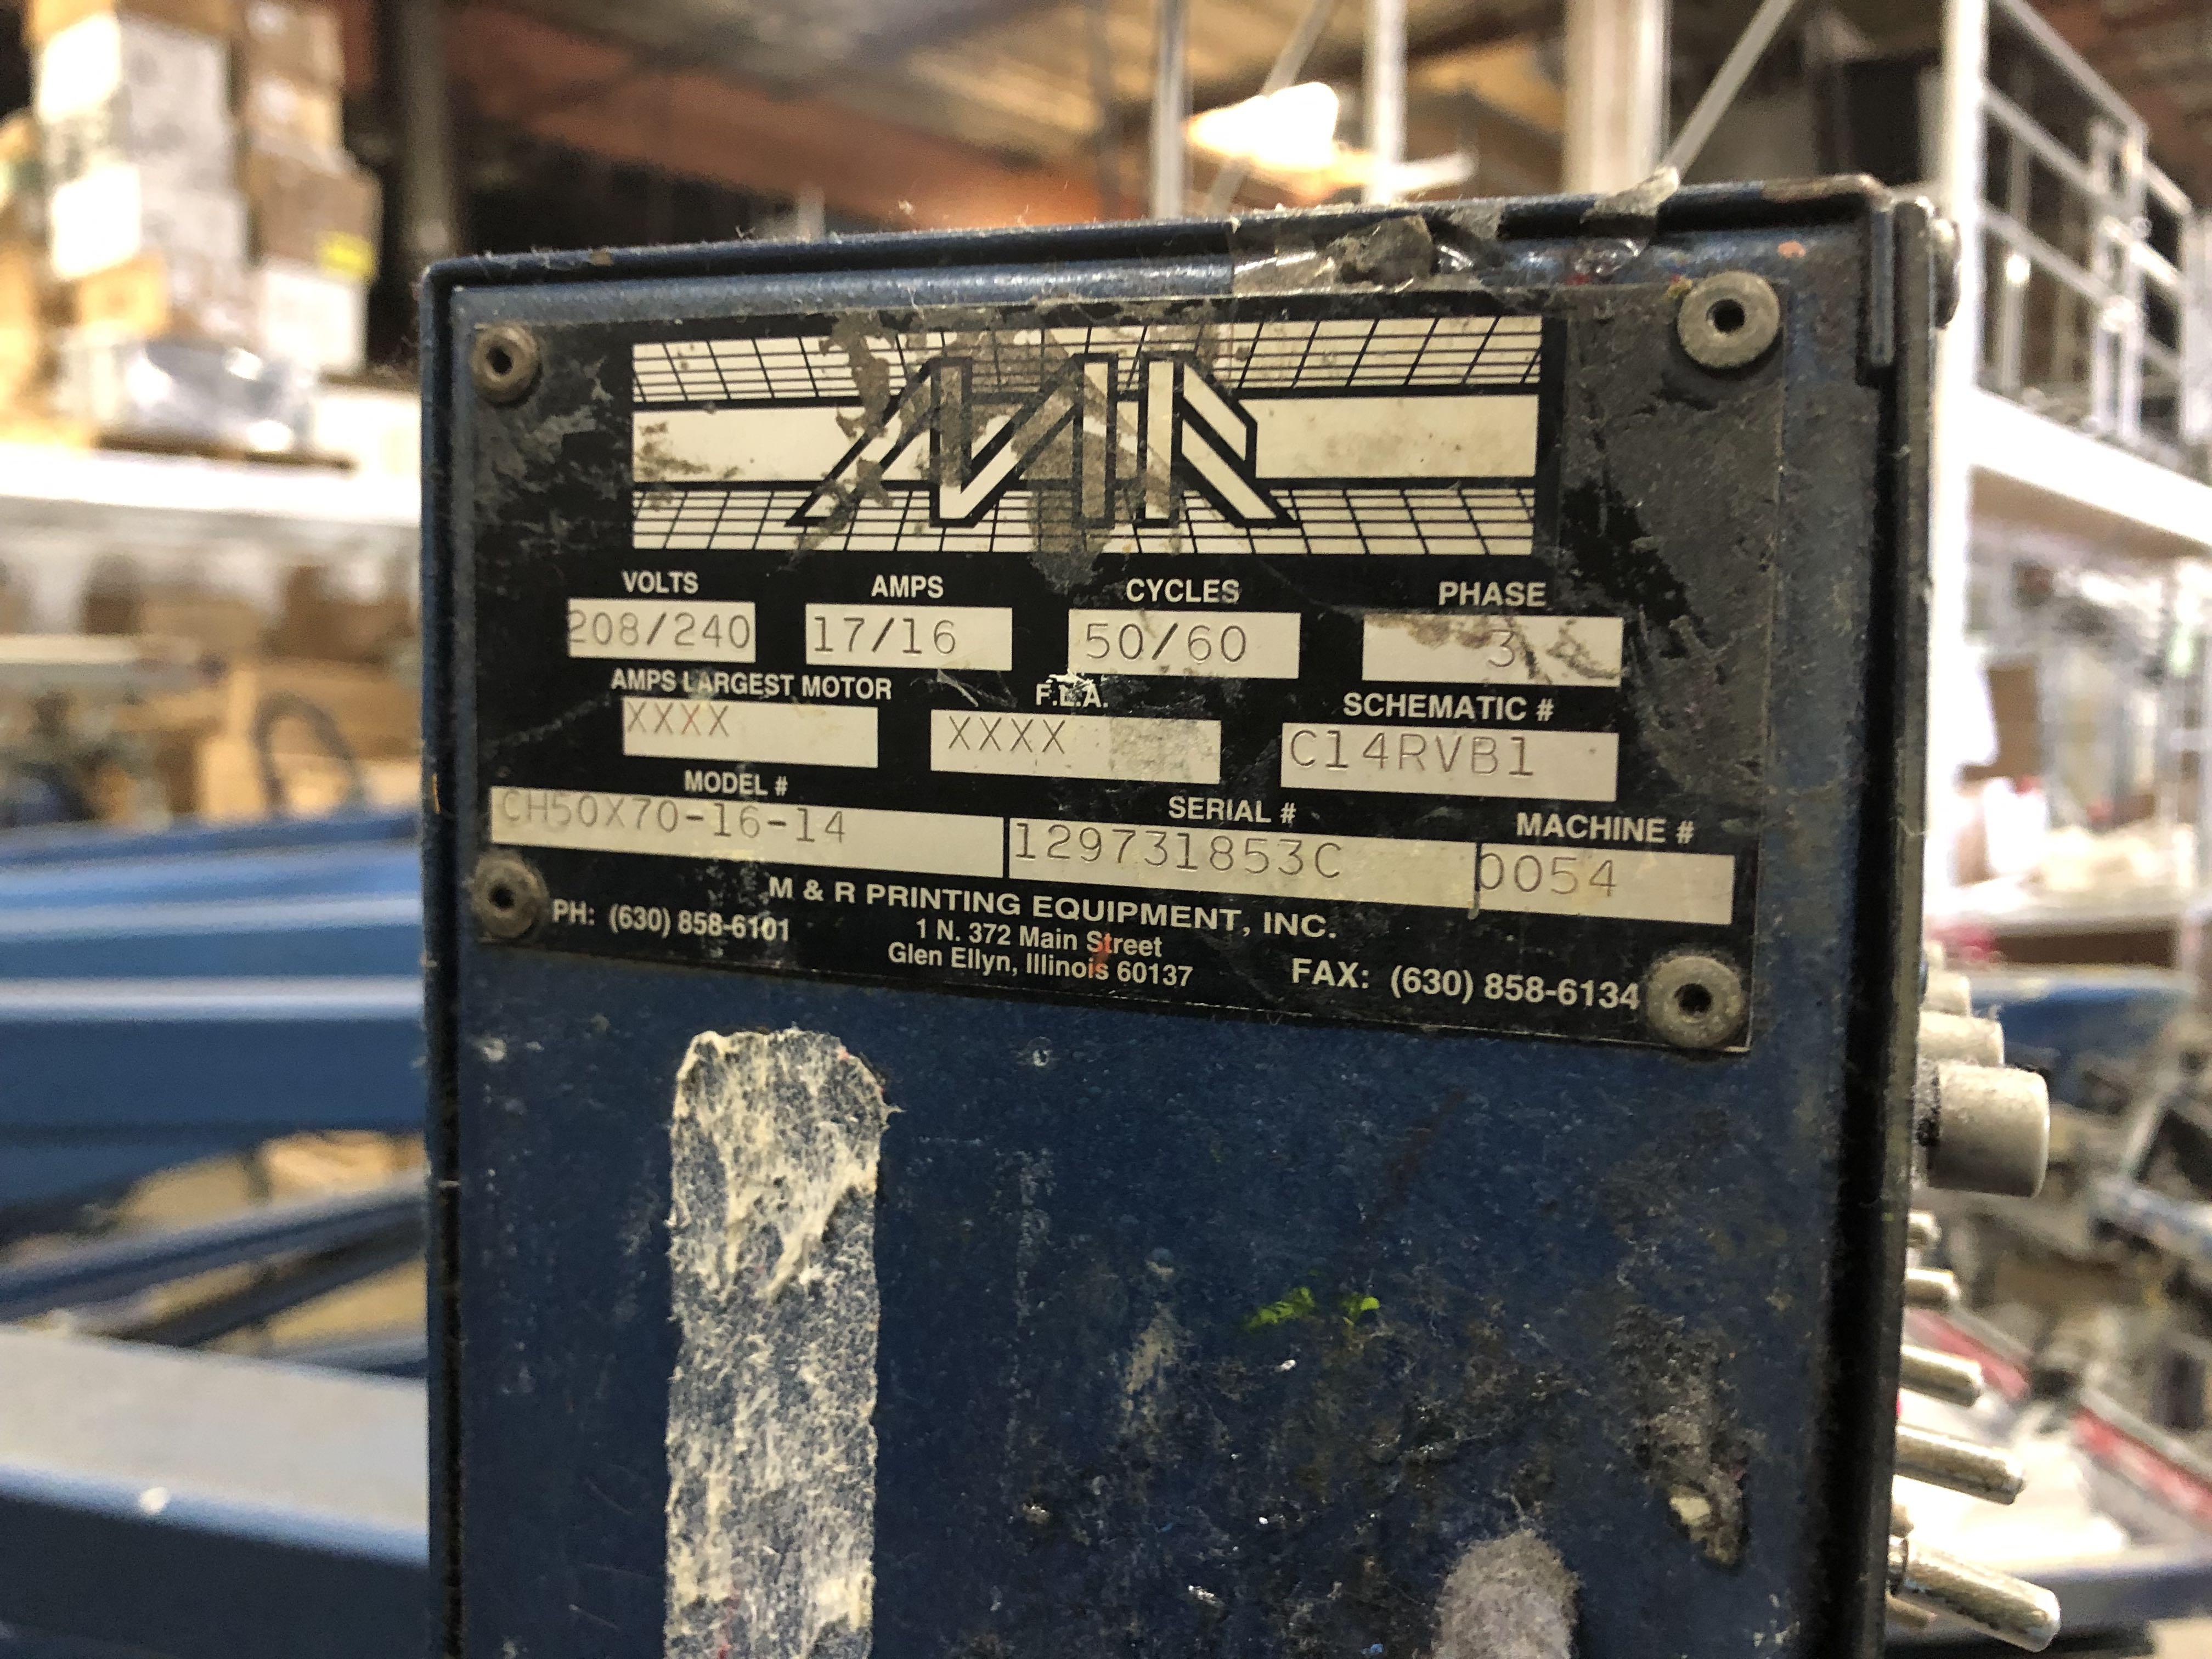 MR
VOLTS AMPS CYCLES PHASE
208/240 17/16 50/60 3
AMPS LARGEST MOTOR F.L.A. SCHEMATIC #
XXXX XXXX C14RVB1
MODEL # SERIAL # MACHINE #
CH50X70-16-14 129731853C 0054
M & R PRINTING EQUIPMENT, INC.
PH: (630) 858-6101 1 N. 372 Main Street
Glen Ellyn, Illinois 60137 FAX: (630) 858-6134